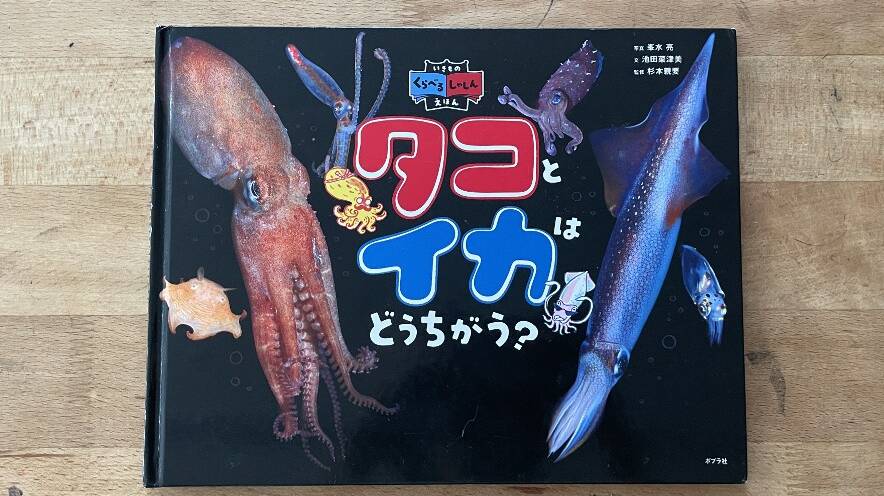 いきもの
くらべる しゃしん
えほん
写真 峯水 亮
文 池田菜津美
監修 杉本親要
タコと
イカは
どうちがう?
ポプラ社